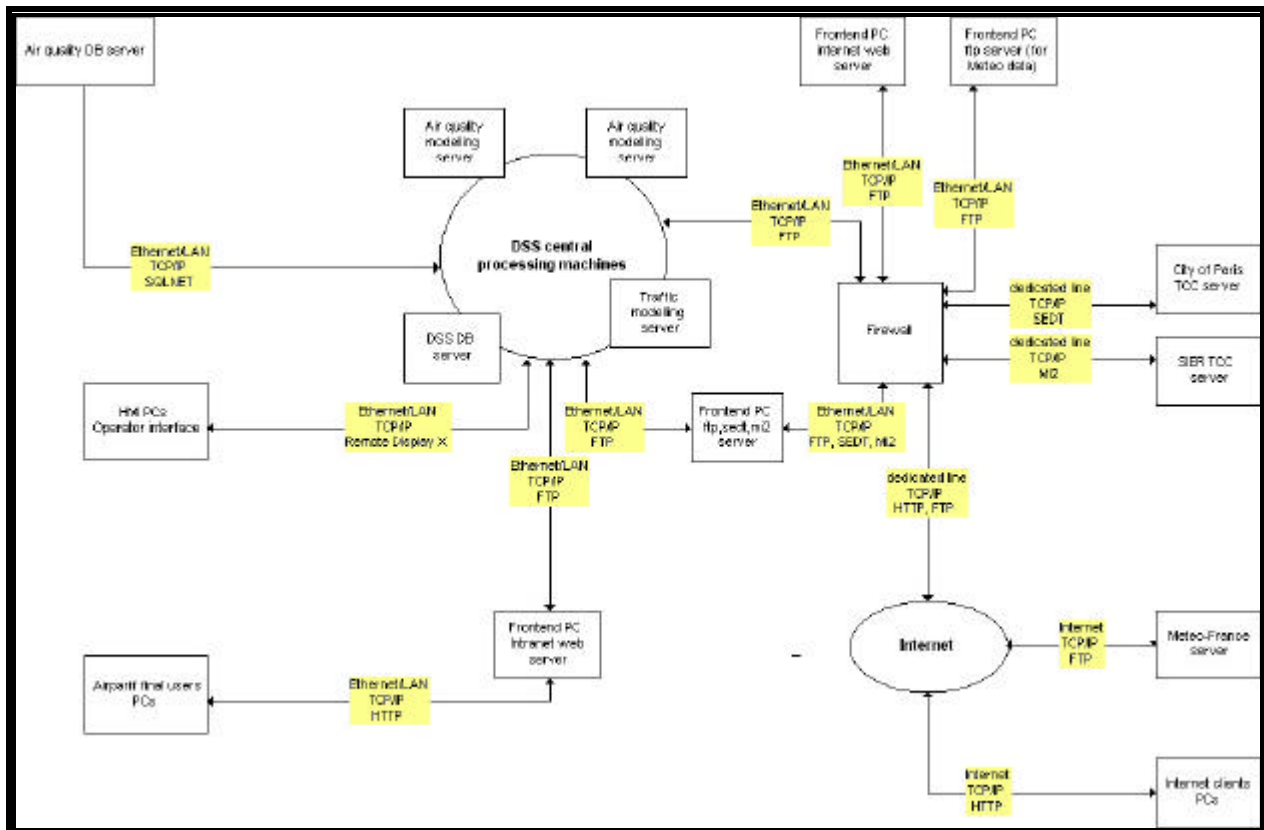 Air quality DB server
Frontend PC
internet web
server
Frontend PC
ftp server (for
Meteo data)
Air quality
modeling
server
Air quality
modeling
server
Ethernet/LAN
TCP/IP
FTP
Ethernet/LAN
TCP/IP
FTP
Ethernet/LAN
TCP/IP
FTP
DSS central
processing machines
Ethernet/LAN
TCP/IP
SQLNET
City of Paris
TCC server
dedicated line
TCP/IP
SEDT
Traffic
modelling
server
Firewall
DSS DB
server
dedicated line
TCP/IP
MI2
SIER TCC
server
HMI PCs
Operator interface
Ethernet/LAN
TCP/IP
Remote Display X
Ethernet/LAN
TCP/IP
FTP
Frontend PC
ftp,sedt,mi2
server
Ethernet/LAN
TCP/IP
FTP, SEDT, MI2
Ethernet/LAN
TCP/IP
FTP
dedicated line
TCP/IP
HTTP, FTP
Frontend PC
Intranet web
server
Internet
Internet
TCP/IP
FTP
Meteo-France
server
Airparif final users
PCs
Ethernet/LAN
TCP/IP
HTTP
Internet
TCP/IP
HTTP
Internet clients
PCs